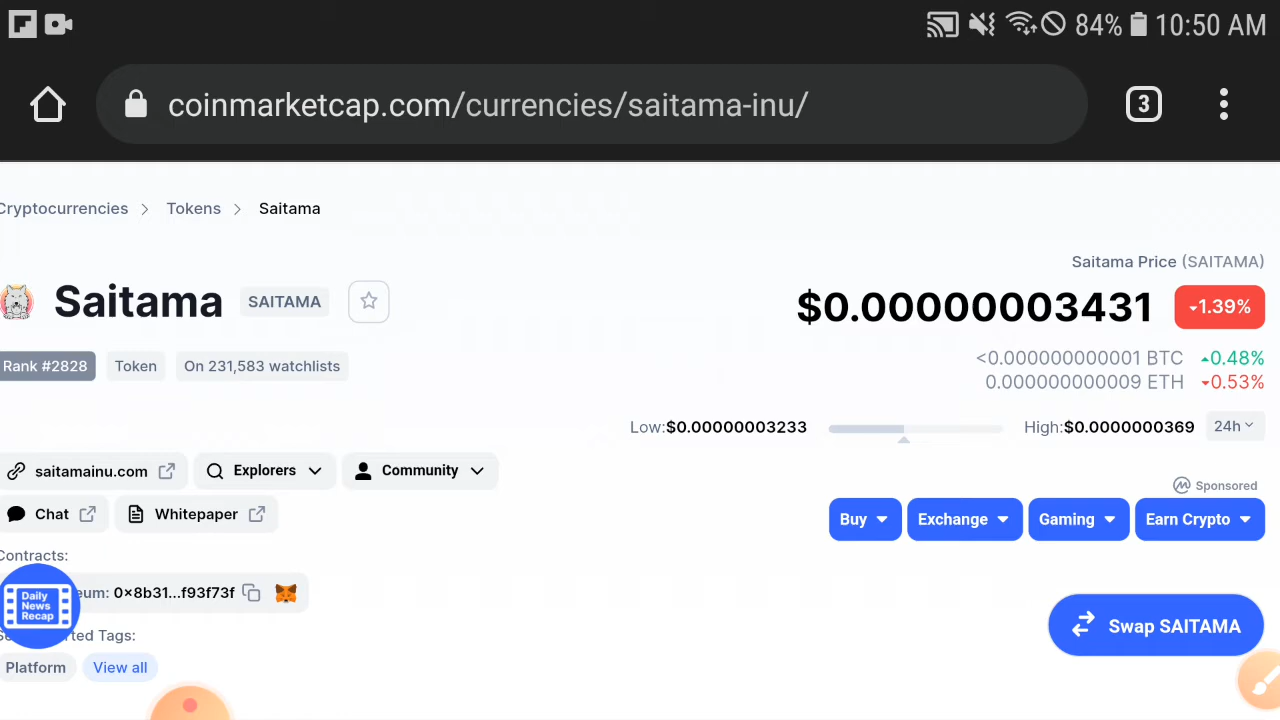 84% 10:50 AM
coinmarketcap.com/currencies/saitama-inu/
3
Cryptocurrencies Tokens Saitama
Saitama Price (SAITAMA)
Saitama SAITAMA
$0.00000003431 1.39%
Rank #2828 Token On 231,583 watchlists
<0.000000000001 BTC 0.48%
0.000000000009 ETH 0.53%
Low:$0.00000003233 High:$0.0000000369 24h
saitamainu.com Explorers Community
Sponsored
Chat Whitepaper
Buy Exchange Gaming Earn Crypto
Contracts:
eum: 0x8b31...f93f73f
Daily
News
Recap
Tags:
Swap SAITAMA
Platform View all